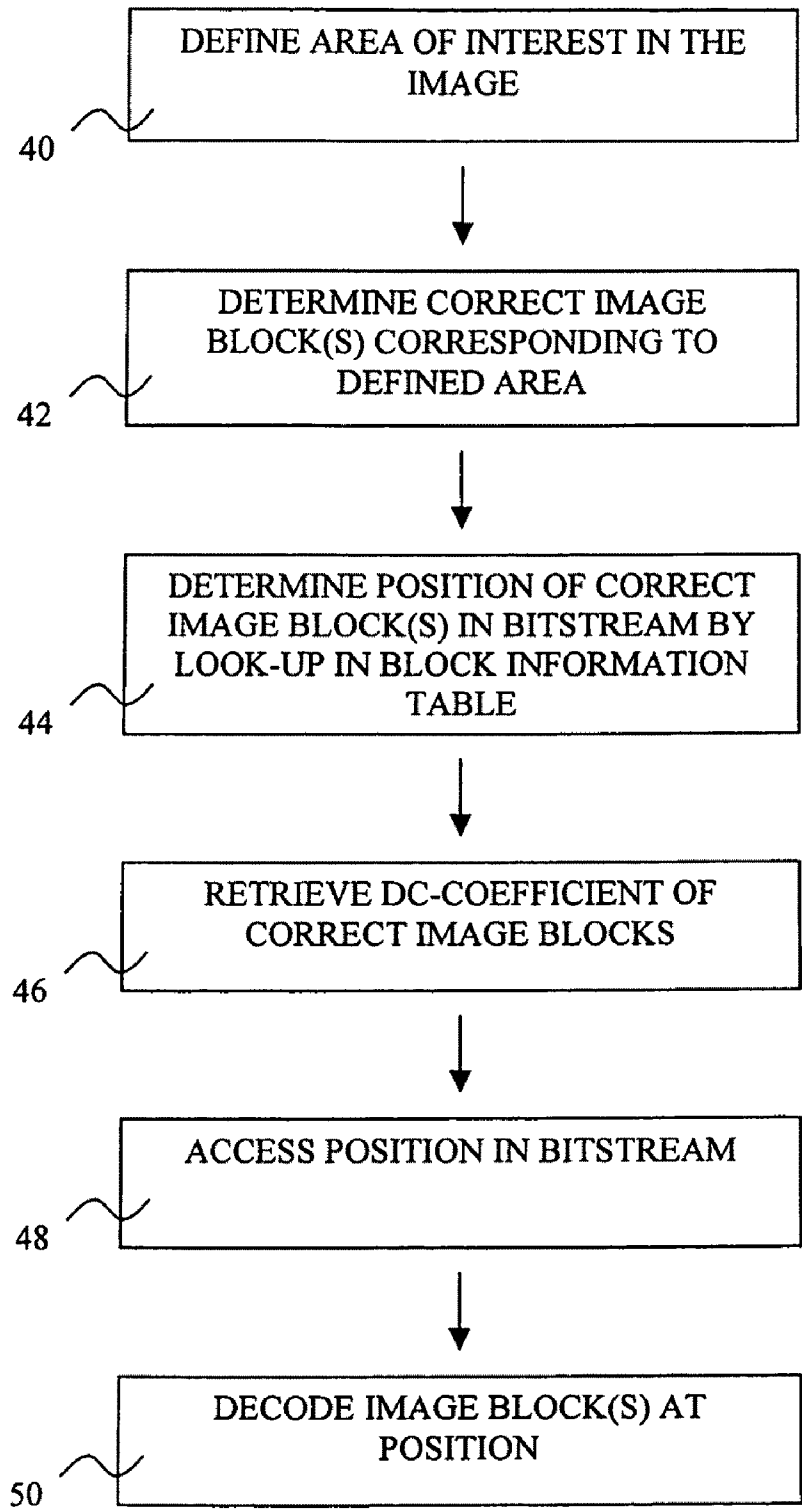 DEFINE AREA OF INTEREST IN THE
IMAGE
40
DETERMINE CORRECT IMAGE
BLOCK(S) CORRESPONDING TO
DEFINED AREA
42
DETERMINE POSITION OF CORRECT
IMAGE BLOCK(S) IN BITSTREAM BY
LOOK-UP IN BLOCK INFORMATION
TABLE
44
RETRIEVE DC-COEFFICIENT OF
CORRECT IMAGE BLOCKS
46
ACCESS POSITION IN BITSTREAM
48
DECODE IMAGE BLOCK(S) AT
POSITION
50